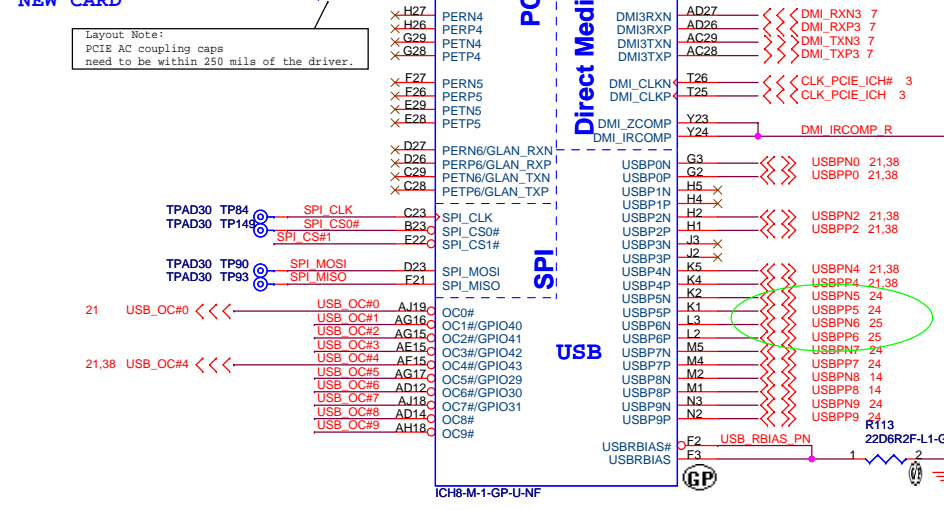 NEW CARD
Layout Note:
PCIE AC coupling caps
need to be within 250 mils of the driver.
H27 PERN4
H26 PERP4
G29 PETN4
G28 PETP4
F27 PERN5
F26 PERP5
E29 PETN5
E28 PETP5
D27 PERN6/GLAN_RXN
D26 PERP6/GLAN_RXP
C29 PETN6/GLAN_TXN
C28 PETP6/GLAN_TXP
TPAD30 TP84 SPI_CLK C23 SPI_CLK
TPAD30 TP149 SPI_CS0# B23 SPI_CS0#
SPI_CS#1 E22 SPI_CS1#
TPAD30 TP90 SPI_MOSI D23 SPI_MOSI
TPAD30 TP93 SPI_MISO F21 SPI_MISO
21 USB_OC#0 USB_OC#0 AJ19 OC0#
USB_OC#1 AG16 OC1#/GPIO40
USB_OC#2 AG15 OC2#/GPIO41
USB_OC#3 AE15 OC3#/GPIO42
21,38 USB_OC#4 USB_OC#4 AF15 OC4#/GPIO43
USB_OC#5 AG17 OC5#/GPIO29
USB_OC#6 AD12 OC6#/GPIO30
USB_OC#7 AJ18 OC7#/GPIO31
USB_OC#8 AD14 OC8#
USB_OC#9 AH18 OC9#
PC
Direct Medi
SPI
USB
DMI3RXN AD27 DMI_RXN3 7
DMI3RXP AD26 DMI_RXP3 7
DMI3TXN AC29 DMI_TXN3 7
DMI3TXP AC28 DMI_TXP3 7
DMI_CLKN T26 CLK_PCIE_ICH# 3
DMI_CLKP T25 CLK_PCIE_ICH 3
DMI_ZCOMP Y23
DMI_IRCOMP Y24 DMI_IRCOMP_R
USBP0N G3 USBPN0 21,38
USBP0P G2 USBPP0 21,38
USBP1N H5
USBP1P H4
USBP2N H2 USBPN2 21,38
USBP2P H1 USBPP2 21,38
USBP3N J3
USBP3P J2
USBP4N K5 USBPN4 21,38
USBP4P K4 USBPP4 21,38
USBP5N K2 USBPN5 24
USBP5P K1 USBPP5 24
USBP6N L3 USBPN6 25
USBP6P L2 USBPP6 25
USBP7N M5 USBPN7 24
USBP7P M4 USBPP7 24
USBP8N M2 USBPN8 14
USBP8P M1 USBPP8 14
USBP9N N3 USBPN9 24
USBP9P N2 USBPP9 24
R113
22D6R2F-L1-G
USBRBIAS# F2 USB_RBIAS_PN
USBRBIAS F3 1 2
GP
ICH8-M-1-GP-U-NF